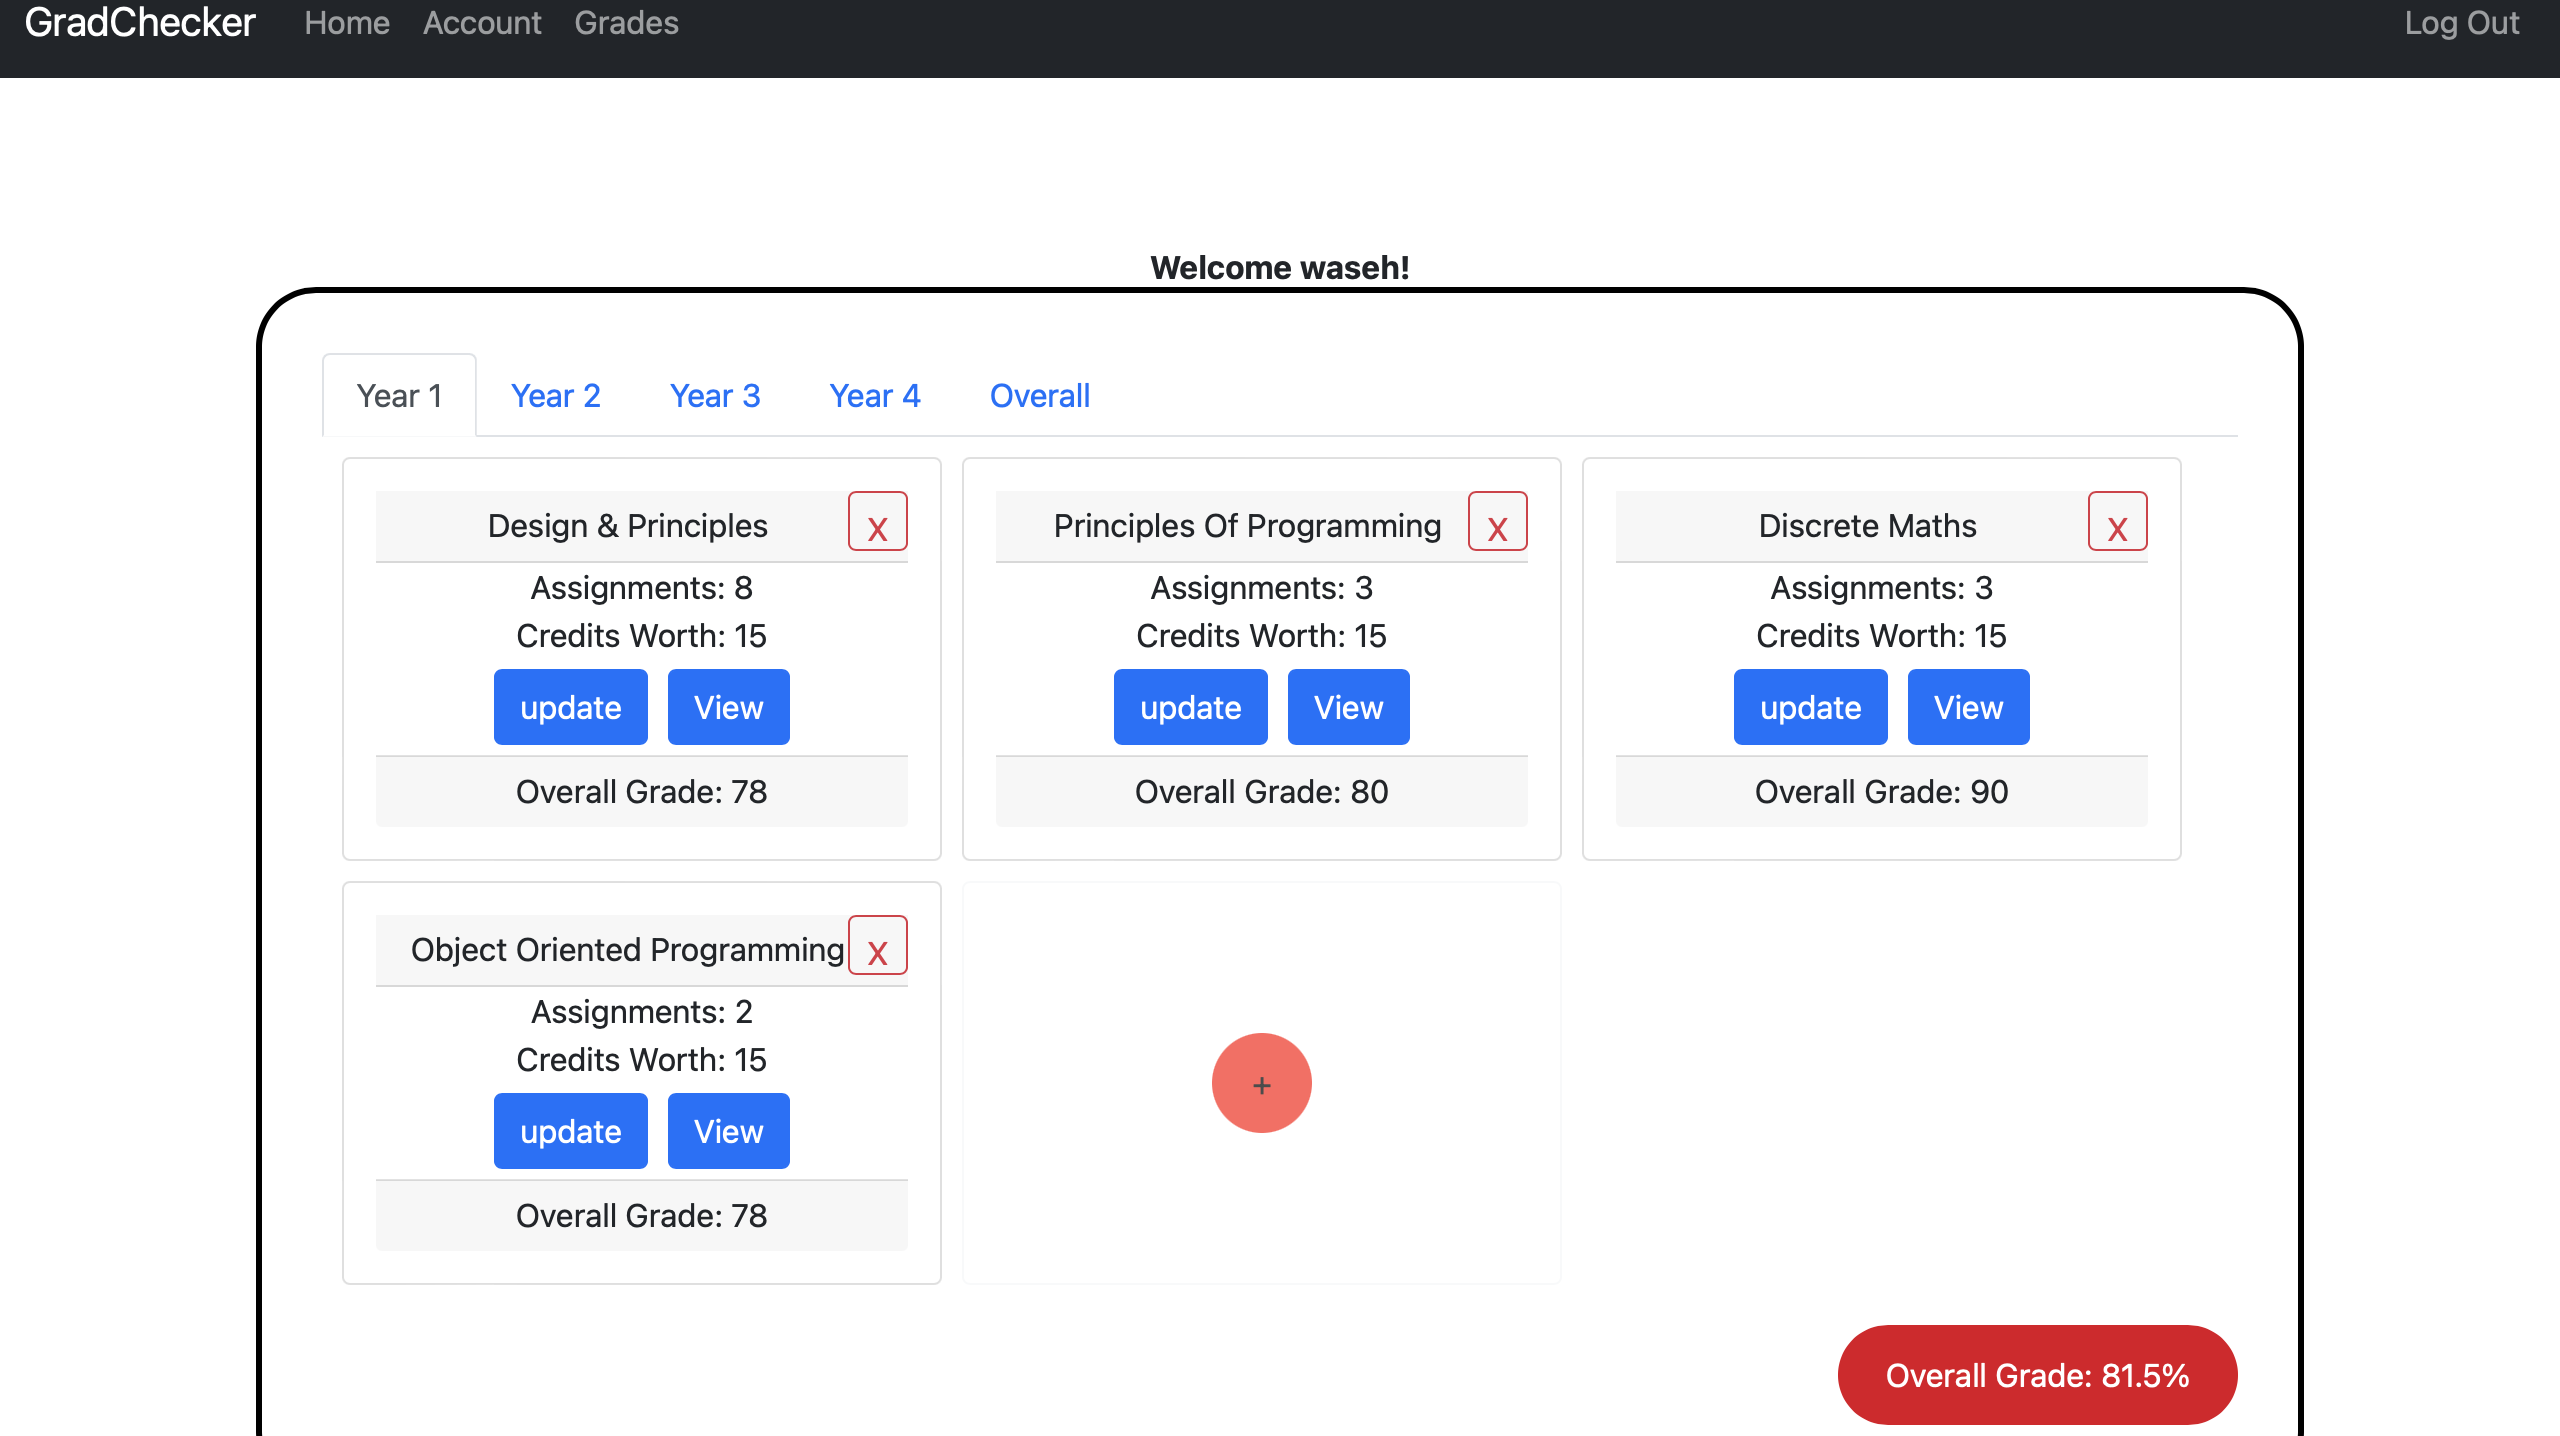 GradChecker Home Account Grades Log Out
Welcome waseh!
Year 1 Year 2 Year 3 Year 4 Overall
Design & Principles X
Assignments: 8
Credits Worth: 15
update View
Overall Grade: 78
Principles Of Programming X
Assignments: 3
Credits Worth: 15
update View
Overall Grade: 80
Discrete Maths X
Assignments: 3
Credits Worth: 15
update View
Overall Grade: 90
Object Oriented Programming X
Assignments: 2
Credits Worth: 15
update View
Overall Grade: 78
+
Overall Grade: 81.5%